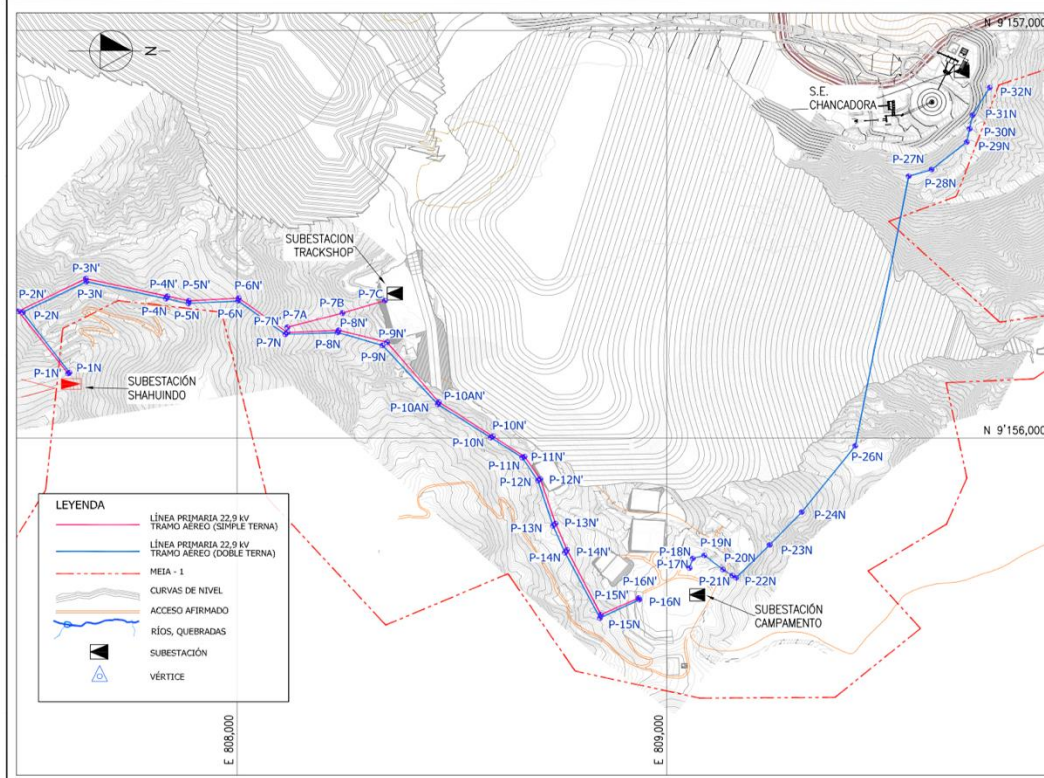 N 9'157,000
N
S.E.
CHANCADORA
P-32N
P-31N
P-30N
P-29N
P-27N
P-28N
SUBESTACION
TRACKSHOP
P-3N'
P-3N
P-2N'
P-2N
P-4N'
P-4N
P-5N'
P-5N
P-6N'
P-6N
P-7C
P-7B
P-7A
P-7N'
P-7N
P-8N'
P-8N
P-9N'
P-9N
P-1N'
P-1N
SUBESTACIÓN
SHAHUINDO
P-10AN'
P-10AN
P-10N'
P-10N
N 9'156,000
P-26N
P-11N'
P-11N
P-12N'
P-12N
P-13N'
P-13N
P-14N'
P-14N
P-24N
P-23N
P-19N
P-18N
P-17N
P-20N
P-21N
P-22N
P-16N'
P-16N
P-15N'
P-15N
SUBESTACIÓN
CAMPAMENTO
LEYENDA
LÍNEA PRIMARIA 22,9 kV
TRAMO AÉREO (SIMPLE TERNA)
LÍNEA PRIMARIA 22,9 kV
TRAMO AÉREO (DOBLE TERNA)
MEIA - 1
CURVAS DE NIVEL
ACCESO AFIRMADO
RÍOS, QUEBRADAS
SUBESTACIÓN
VÉRTICE
E 808,000
E 809,000